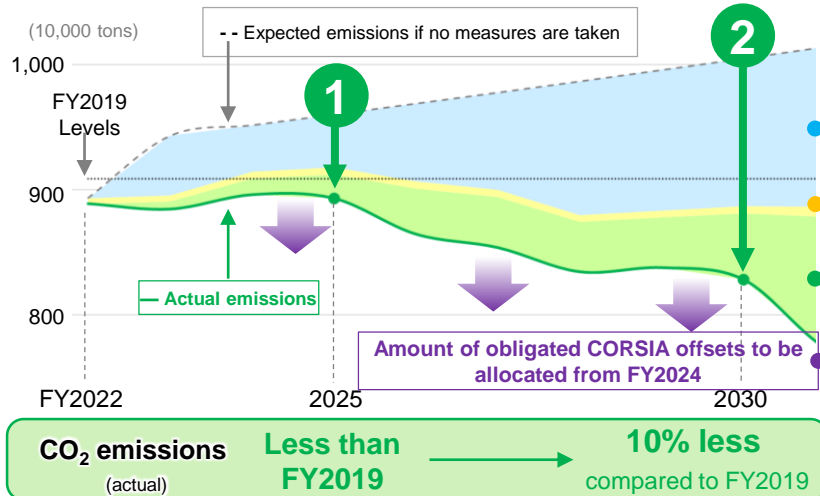 (10,000 tons)
- - Expected emissions if no measures are taken
2
1,000
1
FY2019
Levels
900
— Actual emissions
800
Amount of obligated CORSIA offsets to be
allocated from FY2024
FY2022
2025
2030
CO₂ emissions
(actual)
Less than
FY2019
10% less
compared to FY2019